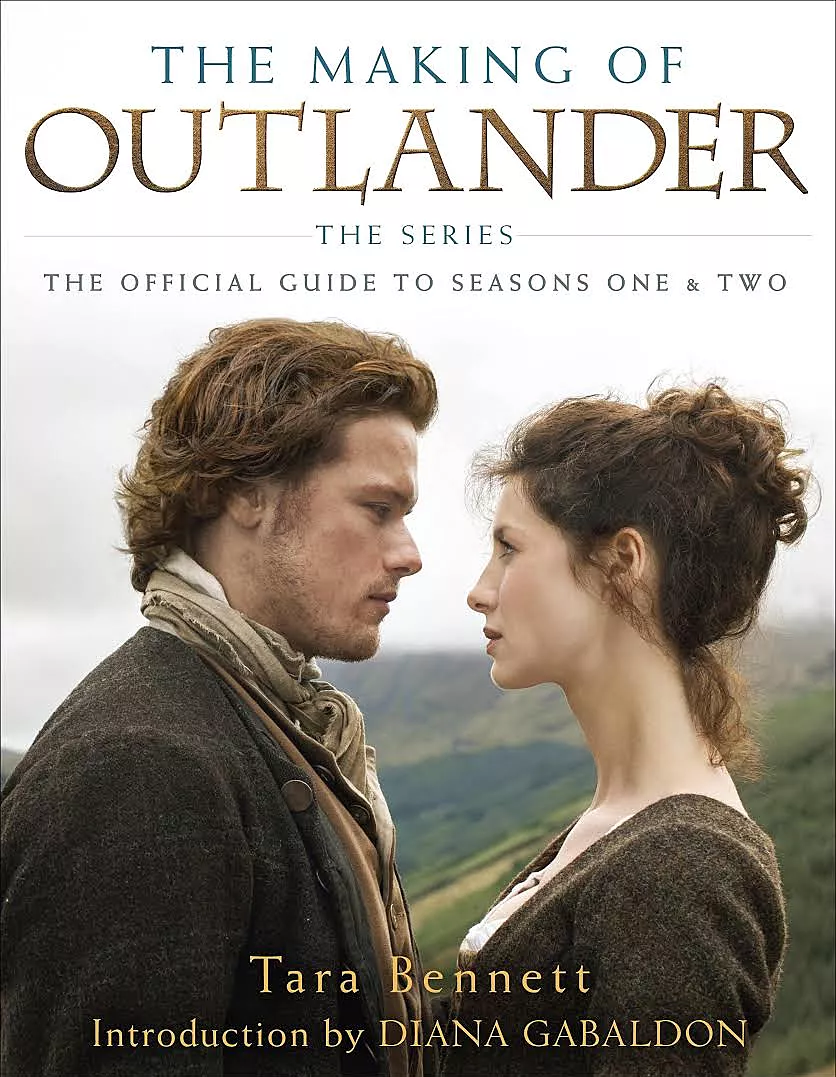 THE MAKING OF
OUTLANDER
THE SERIES
THE OFFICIAL GUIDE TO SEASONS ONE & TWO
Tara Bennett
Introduction by DIANA GABALDON